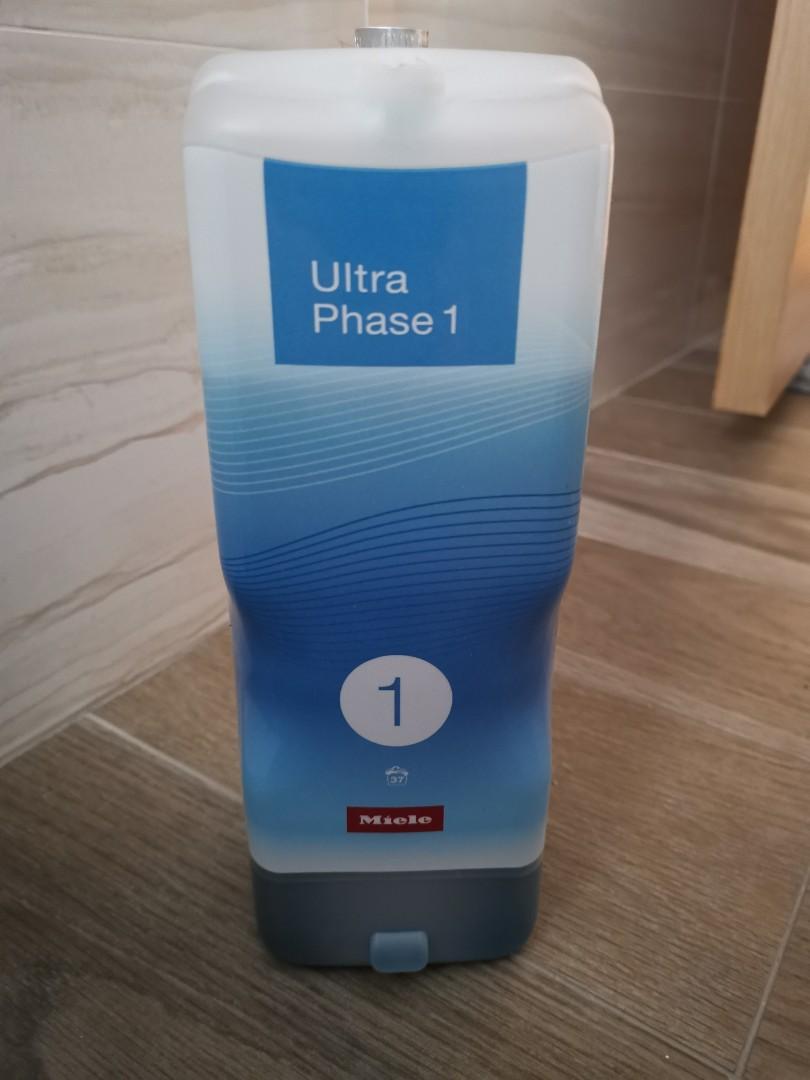 Ultra
Phase 1
1
37
Miele